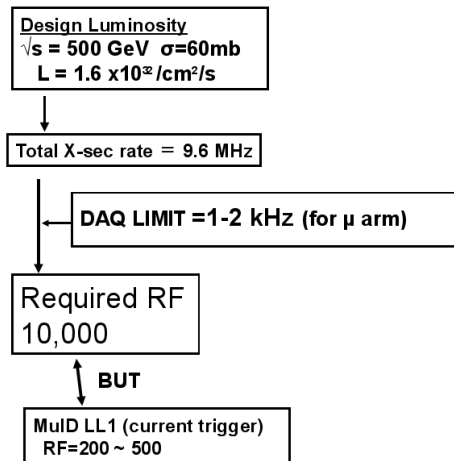 Design Luminosity
√s = 500 GeV σ=60mb
L = 1.6 x10³²/cm²/s
Total X-sec rate = 9.6 MHz
DAQ LIMIT =1-2 kHz (for μ arm)
Required RF
10,000
BUT
MuID LL1 (current trigger)
RF=200 ~ 500